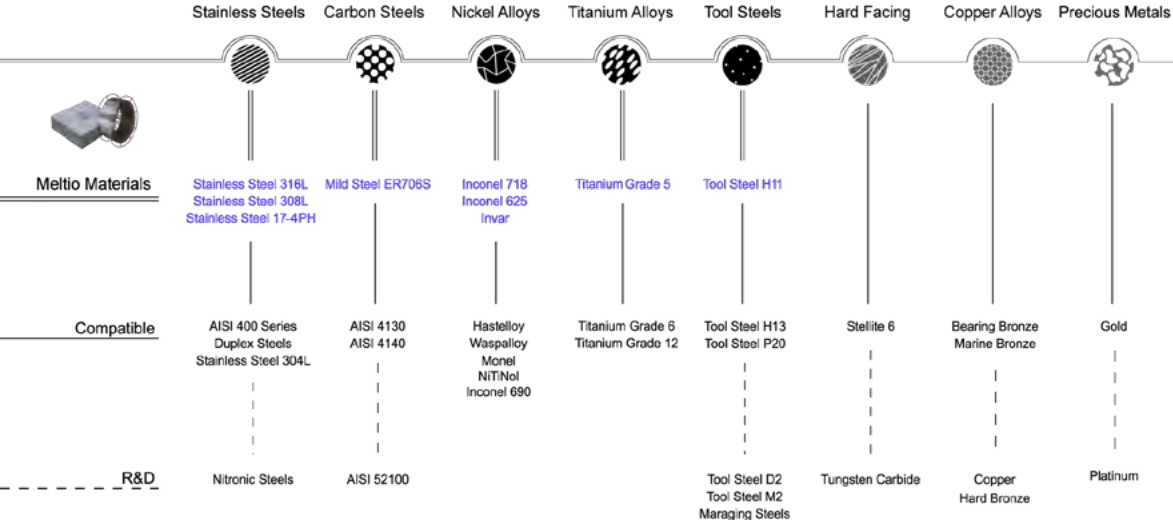 Stainless Steels Carbon Steels Nickel Alloys Titanium Alloys Tool Steels Hard Facing Copper Alloys Precious Metals
Meltio Materials Stainless Steel 316L Mild Steel ER706S Inconel 718 Titanium Grade 5 Tool Steel H11
Stainless Steel 308L Inconel 625
Stainless Steel 17-4PH Invar
Compatible AISI 400 Series AISI 4130 Hastelloy Titanium Grade 6 Tool Steel H13 Stellite 6 Bearing Bronze Gold
Duplex Steels AISI 4140 Waspalloy Titanium Grade 12 Tool Steel P20 Marine Bronze
Stainless Steel 304L Monel
NiTiNol
Inconel 690
R&D Nitronic Steels AISI 52100 Tool Steel D2 Tungsten Carbide Copper Platinum
Tool Steel M2 Hard Bronze
Maraging Steels